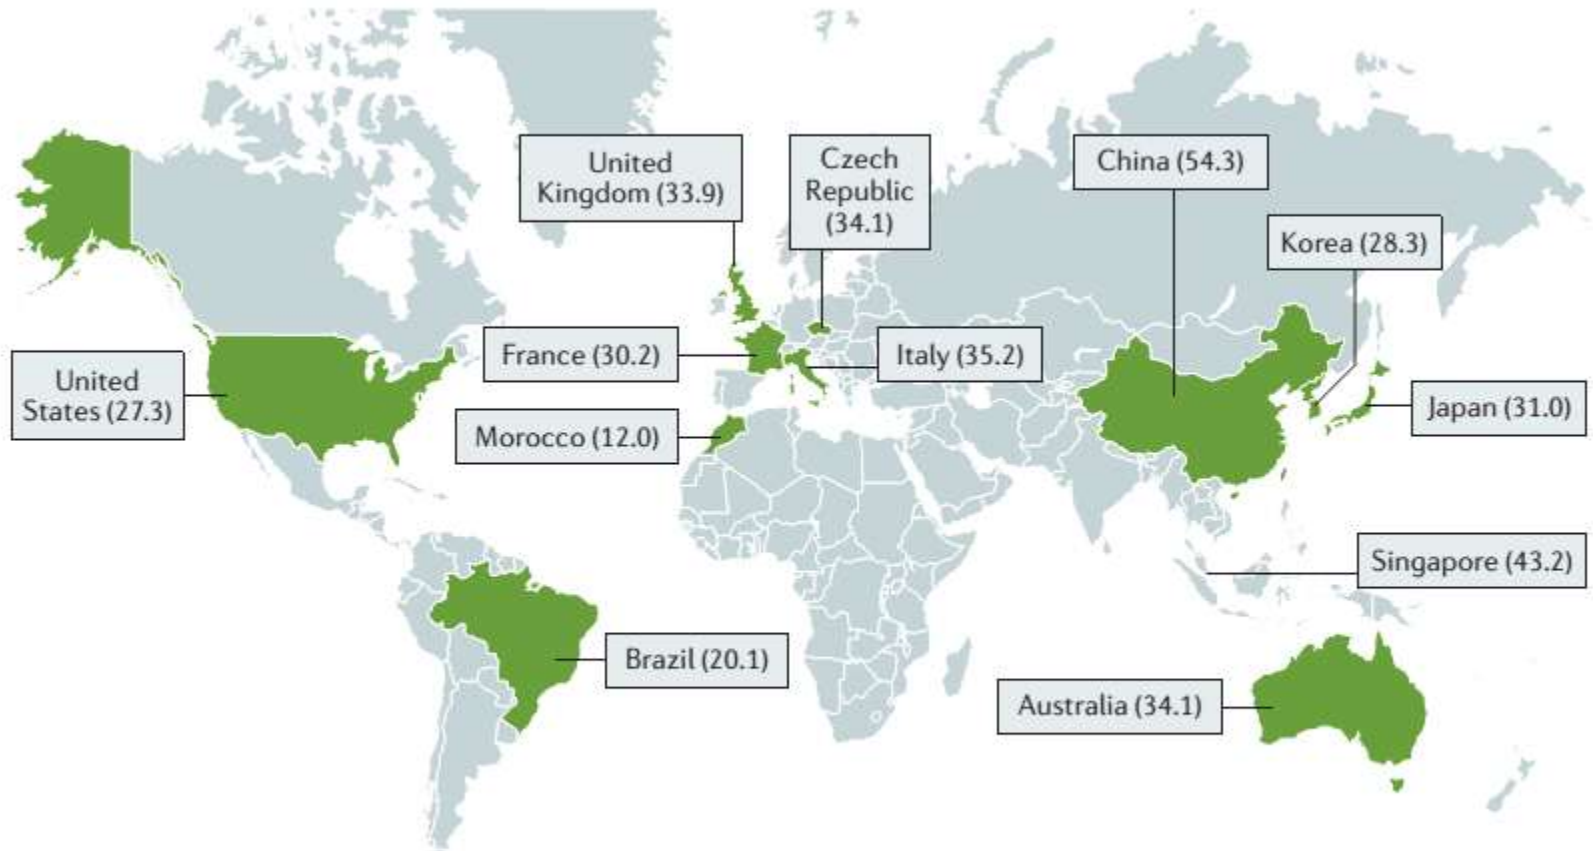 United
Kingdom (33.9)
Czech
Republic
(34.1)
China (54.3)
Korea (28.3)
France (30.2)
Italy (35.2)
United
States (27.3)
Japan (31.0)
Morocco (12.0)
Singapore (43.2)
Brazil (20.1)
Australia (34.1)